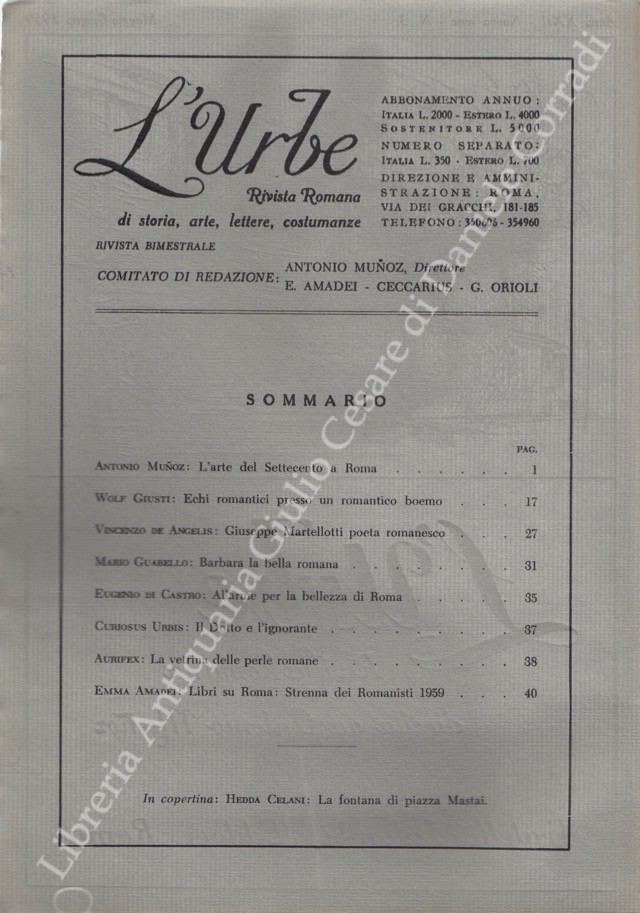 L'Urbe
Rivista Romana
di storia, arte, lettere, costumanze
RIVISTA BIMESTRALE
ABBONAMENTO ANNUO:
ITALIA L. 2000 - ESTERO L. 4000
SOSTENITORE L. 5000
NUMERO SEPARATO:
ITALIA L. 350 - ESTERO L. 700
DIREZIONE E AMMINI-
STRAZIONE: ROMA,
VIA DEI GRACCHI, 181-185
TELEFONO: - 354960
COMITATO DI REDAZIONE:
ANTONIO MUÑOZ, Direttore
E. AMADEI - CECCARIUS - G. ORIOLI
SOMMARIO
PAG.
ANTONIO MUÑOZ: L'arte del Settecento a Roma . . . . . . 1
WOLF GIUSTI: Echi romantici presso un romantico boemo . . . 17
VINCENZO DE ANGELIS: Giuseppe Martellotti poeta romanesco . . . 27
MARIO GUABELLO: Barbara la bella romana . . . . . . . 31
EUGENIO DI CASTRO: Allarme per la bellezza di Roma . . . . . 35
CURIOSUS URBIS: Il Dotto e l'ignorante . . . . . . . . 37
AURIFEX: La vetrina delle perle romane . . . . . . . . 38
EMMA AMADEI: Libri su Roma: Strenna dei Romanisti 1959 . . . 40
In copertina: HEDDA CELANI: La fontana di piazza Mastai.
Libreria Antiquaria Giulio Cesare di Daniele Corradi